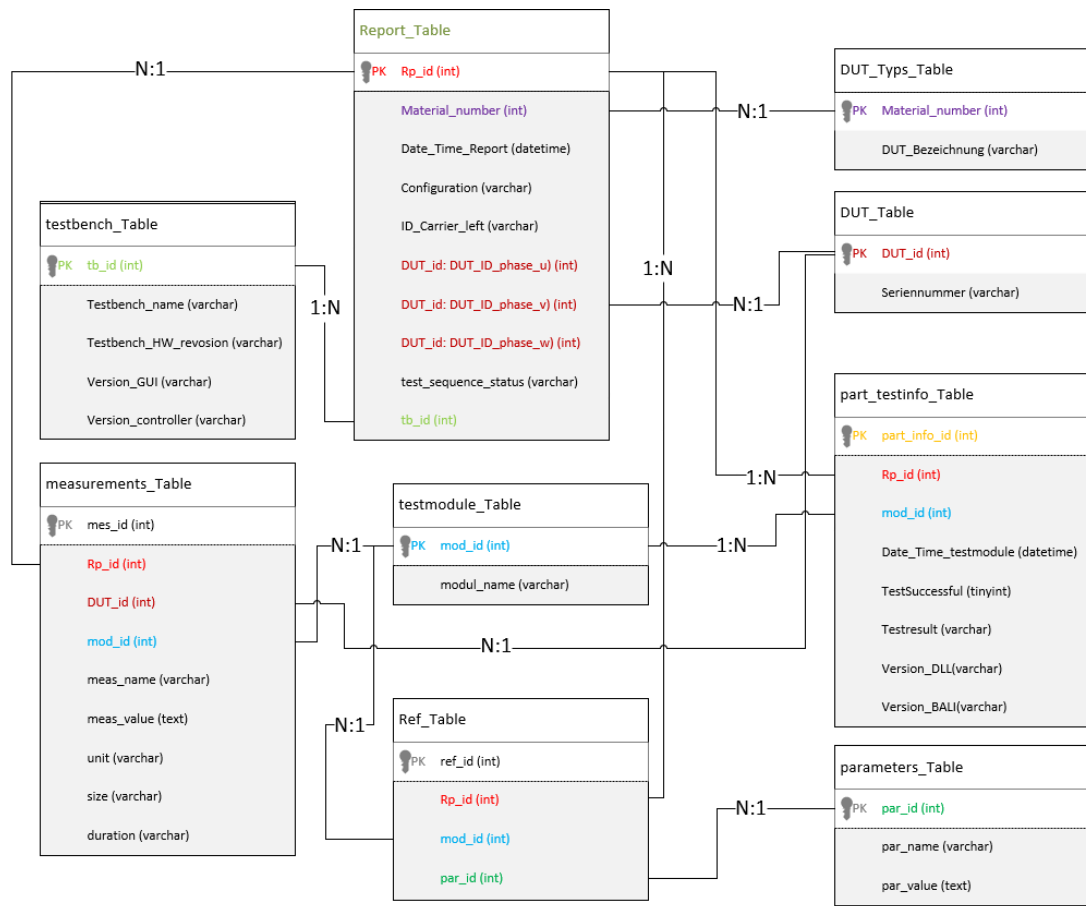 Report_Table
PK Rp_id (int)
Material_number (int)
Date_Time_Report (datetime)
Configuration (varchar)
ID_Carrier_left (varchar)
DUT_id: DUT_ID_phase_u) (int)
DUT_id: DUT_ID_phase_v) (int)
DUT_id: DUT_ID_phase_w) (int)
test_sequence_status (varchar)
tb_id (int)
N:1
N:1
DUT_Typs_Table
PK Material_number (int)
DUT_Bezeichnung (varchar)
testbench_Table
PK tb_id (int)
Testbench_name (varchar)
Testbench_HW_revosion (varchar)
Version_GUI (varchar)
Version_controller (varchar)
1:N
1:N
N:1
DUT_Table
PK DUT_id (int)
Seriennummer (varchar)
measurements_Table
PK mes_id (int)
Rp_id (int)
DUT_id (int)
mod_id (int)
meas_name (varchar)
meas_value (text)
unit (varchar)
size (varchar)
duration (varchar)
N:1
testmodule_Table
PK mod_id (int)
modul_name (varchar)
1:N
1:N
part_testinfo_Table
PK part_info_id (int)
Rp_id (int)
mod_id (int)
Date_Time_testmodule (datetime)
TestSuccessful (tinyint)
Testresult (varchar)
Version_DLL(varchar)
Version_BALI(varchar)
N:1
N:1
Ref_Table
PK ref_id (int)
Rp_id (int)
mod_id (int)
par_id (int)
N:1
parameters_Table
PK par_id (int)
par_name (varchar)
par_value (text)